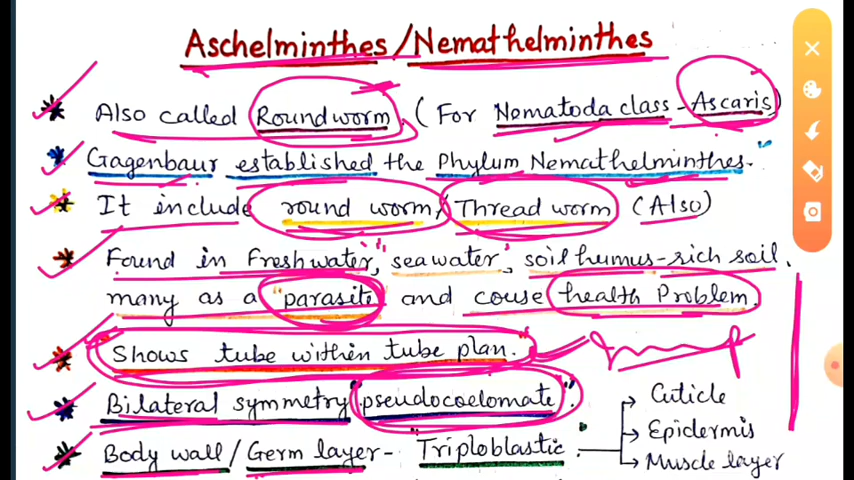 Aschelminthes/Nemathelminthes
Also called Roundworm (For Nematoda class - Ascaris)
Gagenbaur established the Phylum Nemathelminthes."
It include round worm/Thread worm (Also)
Found in Freshwater," seawater", soil humus-rich soil.
many as a "parasite" and couse health Problem.
"Shows tube within tube plan."
Bilateral symmetry "pseudocoelomate".
Body wall/Germ layer- "Triploblastic"
Cuticle
Epidermis
Muscle layer